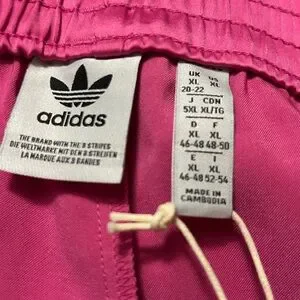 adidas
THE BRAND WITH THE 3 STRIPES
DIE WELTMARKE MIT DEN 3 STREIFEN
LA MARQUE AUX 3 BANDES
UK US
XL XL
20-22
J CDN
5XL XL/TG
D F
XL XL
46-48 48-50
E I
XL XL
46-48 52-54
MADE IN
CAMBODIA